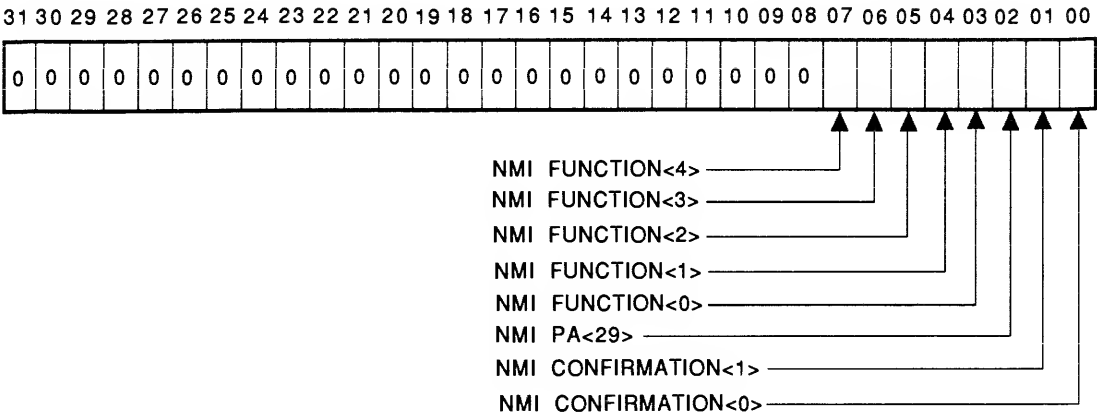 31 30 29 28 27 26 25 24 23 22 21 20 19 18 17 16 15 14 13 12 11 10 09 08 07 06 05 04 03 02 01 00
0 0 0 0 0 0 0 0 0 0 0 0 0 0 0 0 0 0 0 0 0 0 0 0
NMI FUNCTION<4>
NMI FUNCTION<3>
NMI FUNCTION<2>
NMI FUNCTION<1>
NMI FUNCTION<0>
NMI PA<29>
NMI CONFIRMATION<1>
NMI CONFIRMATION<0>